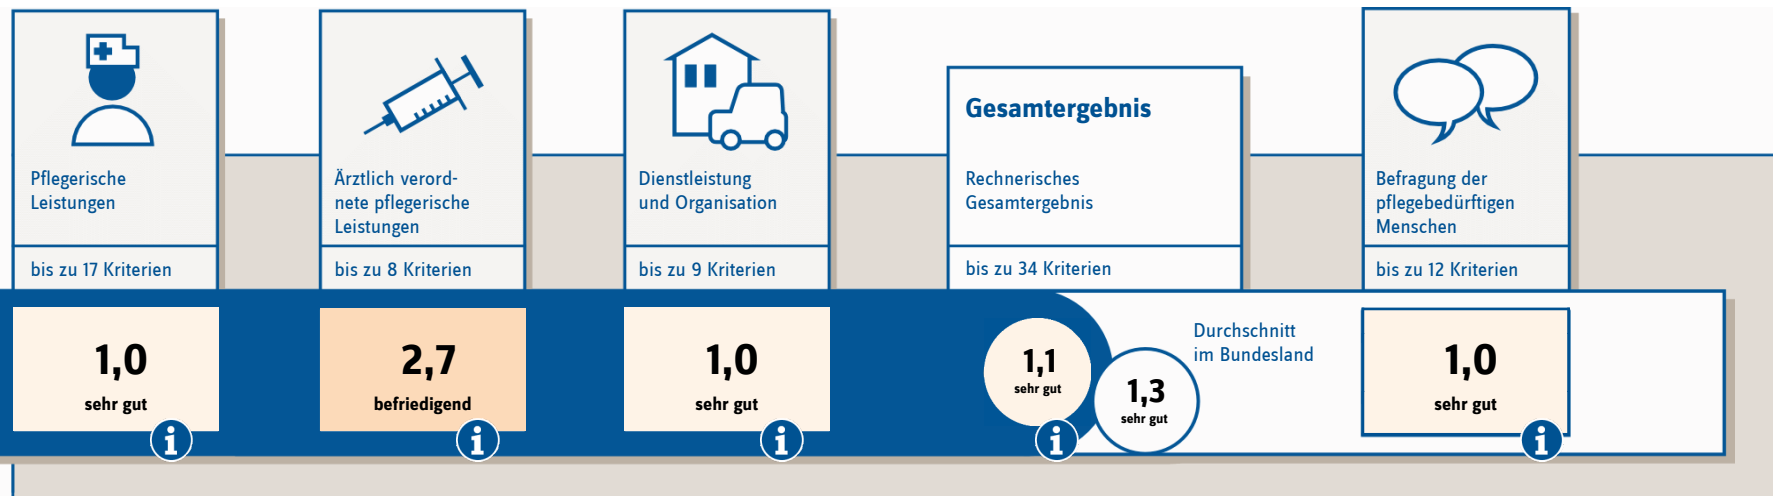 Pflegerische
Leistungen
bis zu 17 Kriterien
1,0
sehr gut
i
Ärztlich verord-
nete pflegerische
Leistungen
bis zu 8 Kriterien
2,7
befriedigend
i
Dienstleistung
und Organisation
bis zu 9 Kriterien
1,0
sehr gut
i
Gesamtergebnis
Rechnerisches
Gesamtergebnis
bis zu 34 Kriterien
1,1
sehr gut
i
1,3
sehr gut
Durchschnitt
im Bundesland
Befragung der
pflegebedürftigen
Menschen
bis zu 12 Kriterien
1,0
sehr gut
i